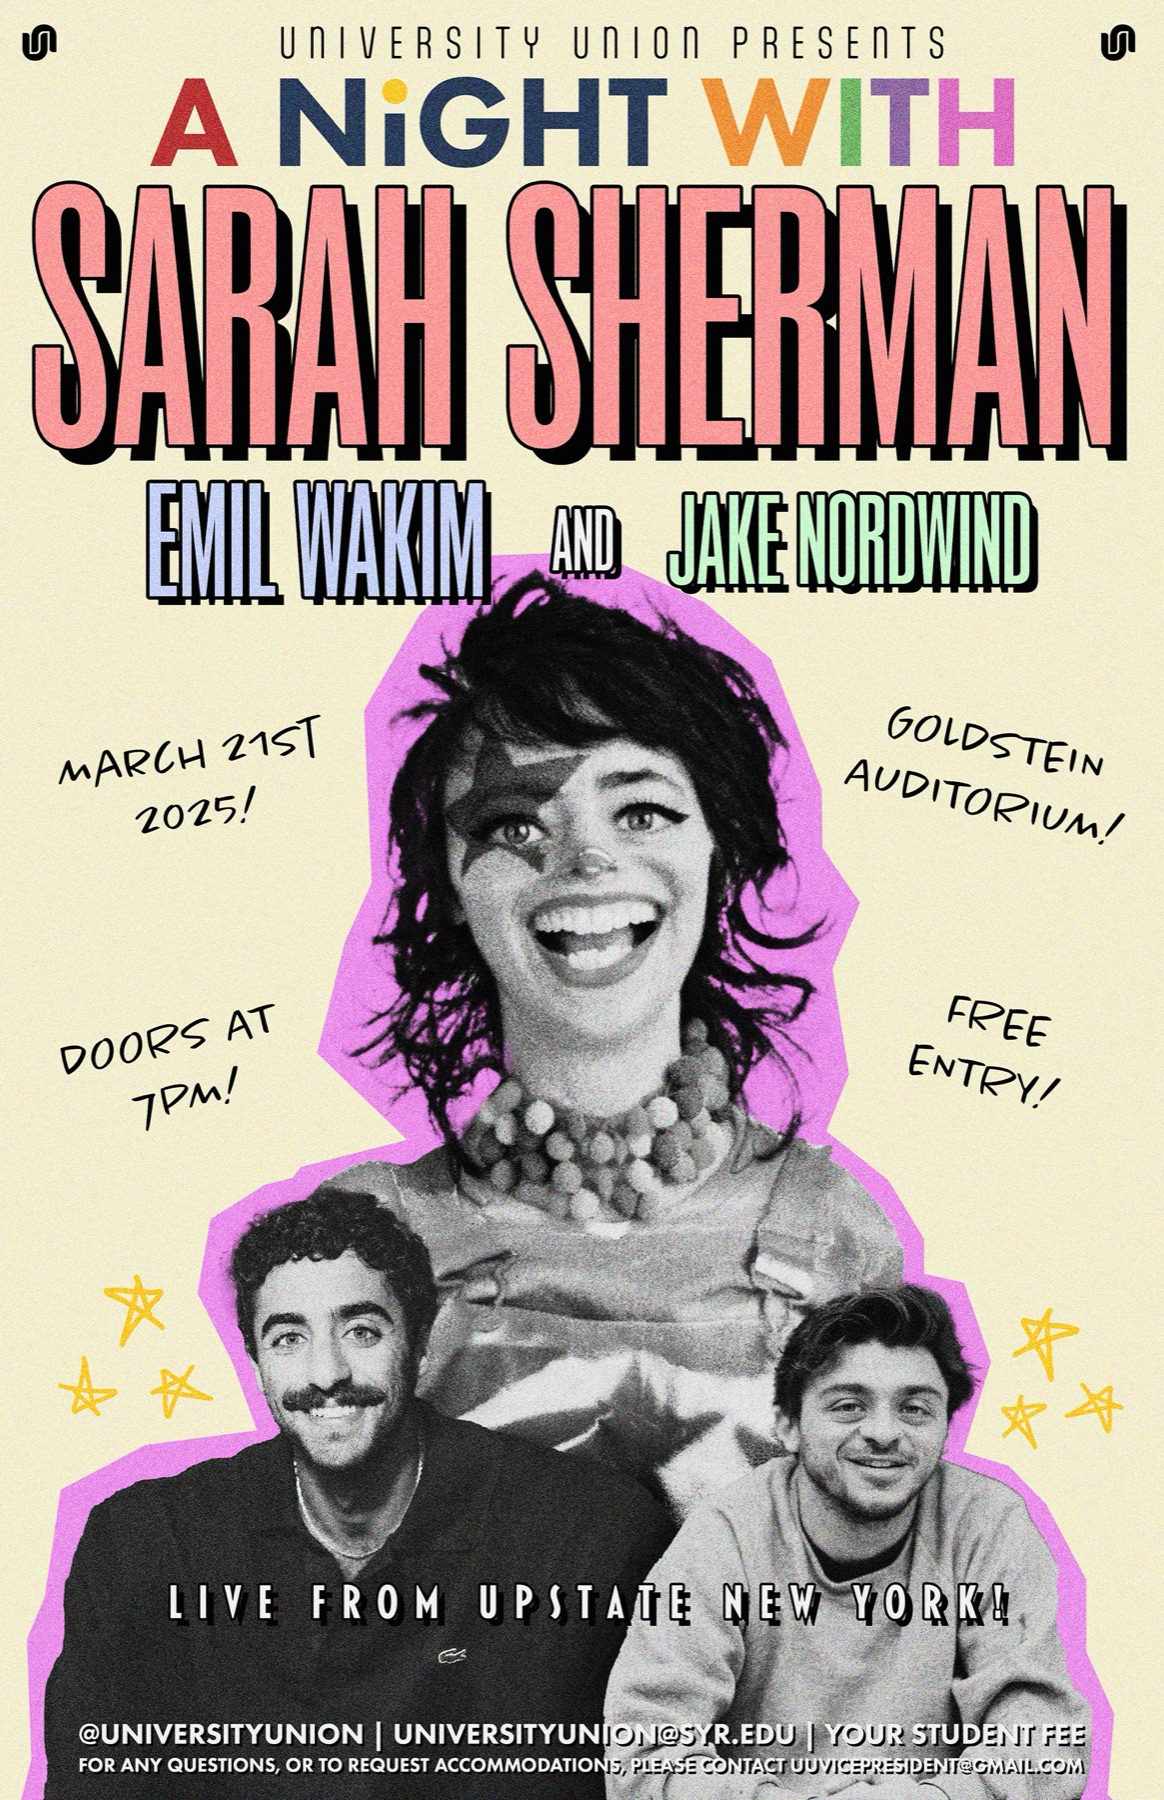 UNIVERSITY UNION PRESENTS
A NiGHT WITH
SARAH SHERMAN
EMIL WAKIM AND JAKE NORDWIND
MARCH 21ST
2025!
GOLDSTEIN
AUDITORIUM!
DOORS AT
7PM!
FREE
ENTRY!
LIVE FROM UPSTATE NEW YORK!
@UNIVERSITYUNION | UNIVERSITYUNION@SYR.EDU | YOUR STUDENT FEE
FOR ANY QUESTIONS, OR TO REQUEST ACCOMMODATIONS, PLEASE CONTACT UUVICEPRESIDENT@GMAIL.COM